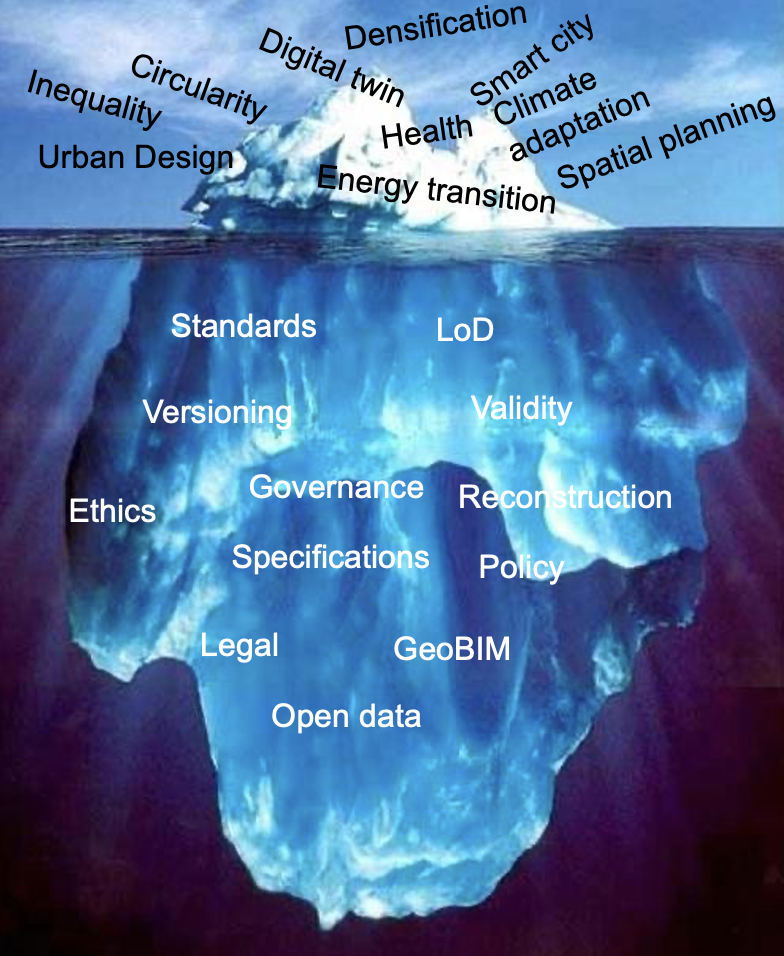 Densification
Digital twin
Smart city
Circularity
Inequality
Climate
adaptation
Health
Urban Design
Spatial planning
Energy transition
Standards
LoD
Versioning
Validity
Governance
Reconstruction
Ethics
Specifications
Policy
Legal
GeoBIM
Open data